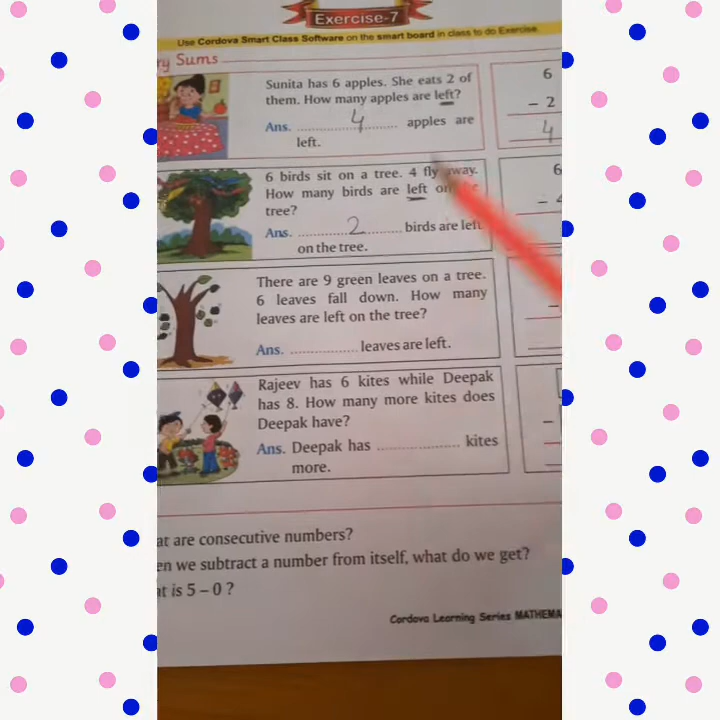 Exercise-7
Use Cordova Smart Class Software on the smart board in class to do Exercise.
ry Sums
Sunita has 6 apples. She eats 2 of
them. How many apples are left?
Ans. 4 apples are
left.
6
– 2
4
6 birds sit on a tree. 4 fly away.
How many birds are left on
tree?
Ans. 2 birds are left
on the tree.
6
– 4
There are 9 green leaves on a tree.
6 leaves fall down. How many
leaves are left on the tree?
Ans. .................. leaves are left.
–
Rajeev has 6 kites while Deepak
has 8. How many more kites does
Deepak have?
Ans. Deepak has ..................... kites
more.
–
at are consecutive numbers?
en we subtract a number from itself, what do we get?
at is 5 – 0 ?
Cordova Learning Series MATHEMA